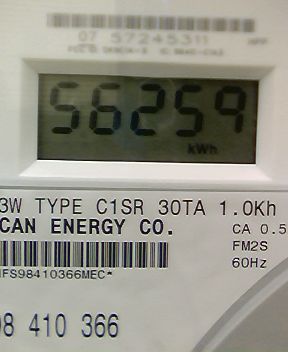 07 57245311
56259
kWh
3W TYPE C1SR 30TA 1.0Kh
CAN ENERGY CO.
CA 0.5
FM2S
60Hz
MFS98410366MEC*
98 410 366